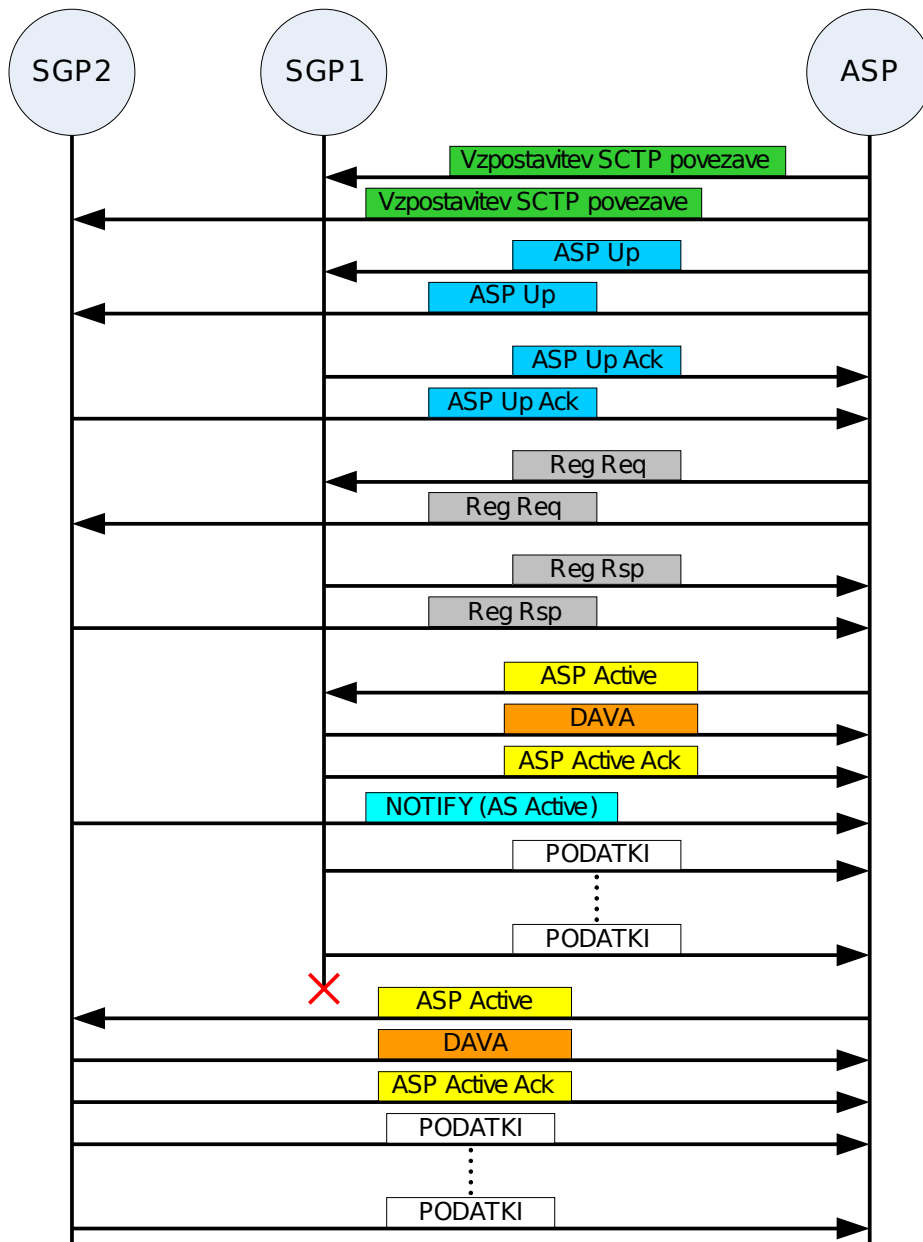 SGP2 SGP1 ASP
Vzpostavitev SCTP povezave
Vzpostavitev SCTP povezave
ASP Up
ASP Up
ASP Up Ack
ASP Up Ack
Reg Req
Reg Req
Reg Rsp
Reg Rsp
ASP Active
DAVA
ASP Active Ack
NOTIFY (AS Active)
PODATKI
PODATKI
ASP Active
DAVA
ASP Active Ack
PODATKI
PODATKI